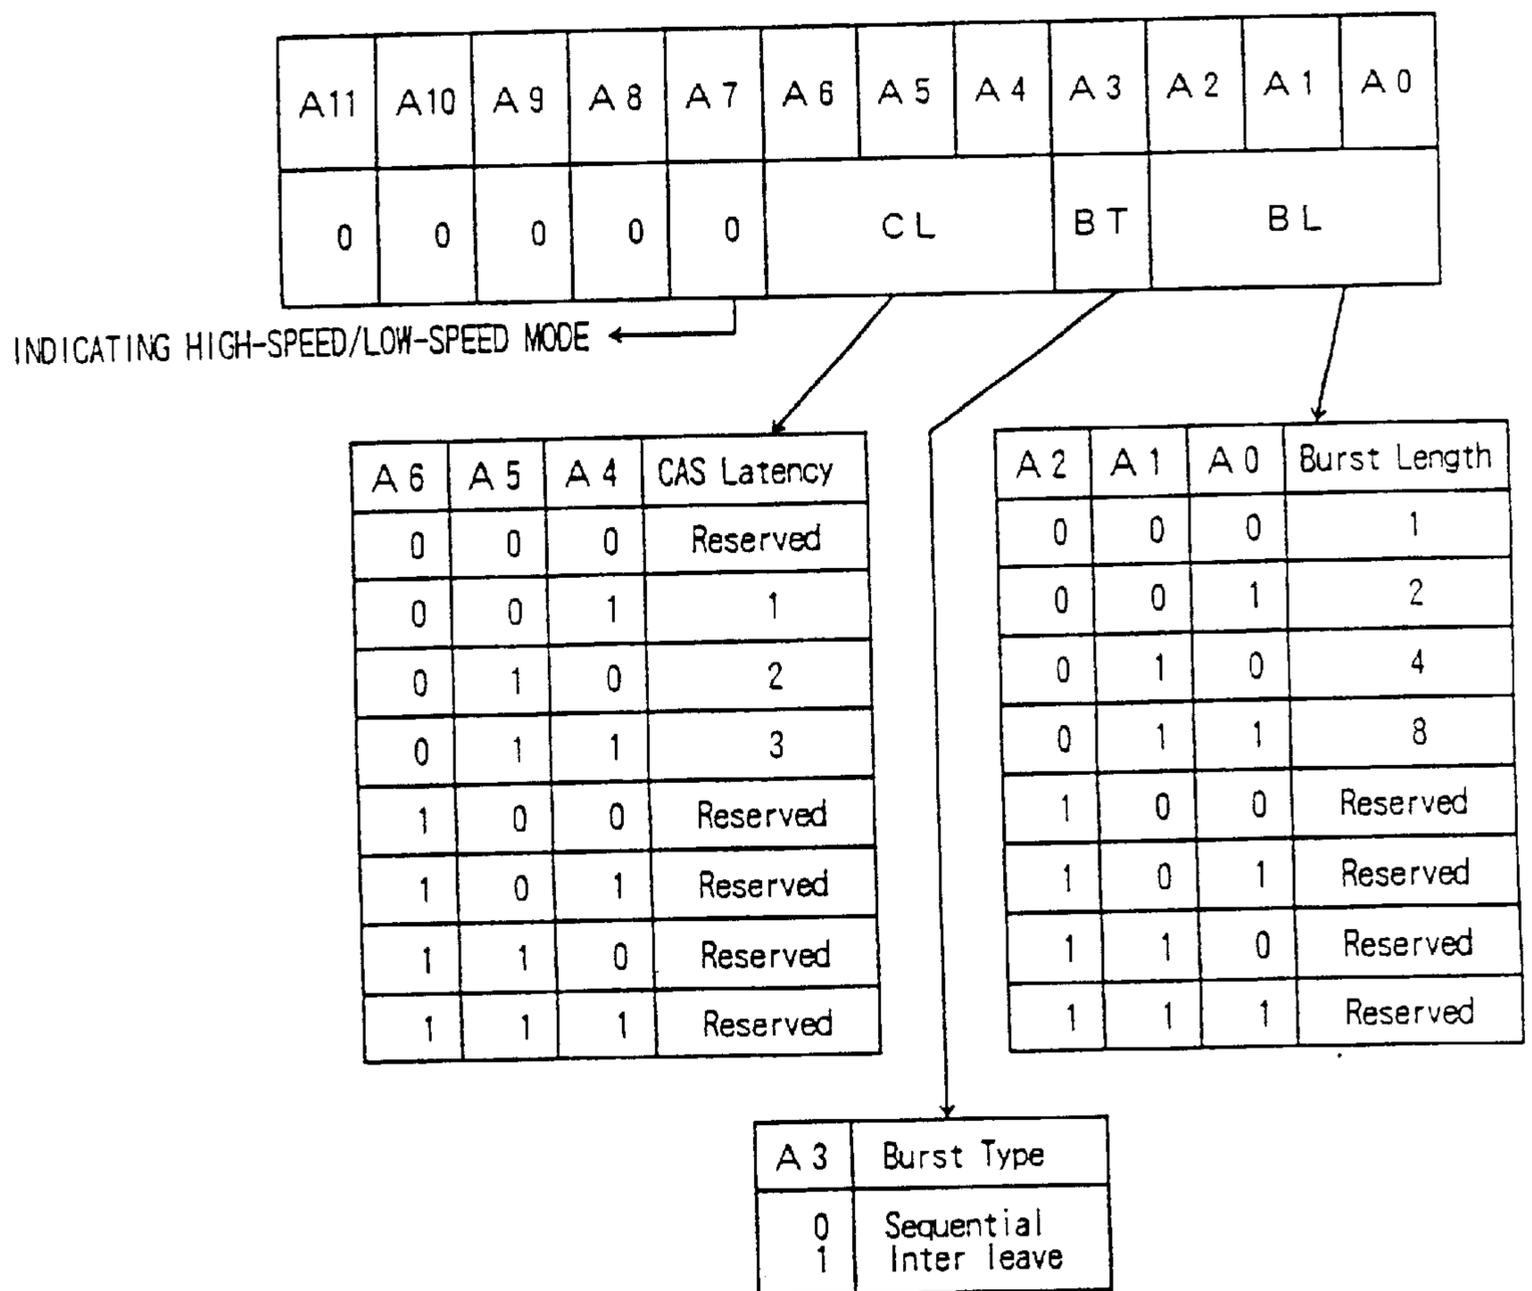 A11 A10 A9 A8 A7 A6 A5 A4 A3 A2 A1 A0
0 0 0 0 0 CL BT BL
INDICATING HIGH-SPEED/LOW-SPEED MODE
A6 A5 A4 CAS Latency
0 0 0 Reserved
0 0 1 1
0 1 0 2
0 1 1 3
1 0 0 Reserved
1 0 1 Reserved
1 1 0 Reserved
1 1 1 Reserved
A2 A1 A0 Burst Length
0 0 0 1
0 0 1 2
0 1 0 4
0 1 1 8
1 0 0 Reserved
1 0 1 Reserved
1 1 0 Reserved
1 1 1 Reserved
A3 Burst Type
0 Sequential
1 Inter leave